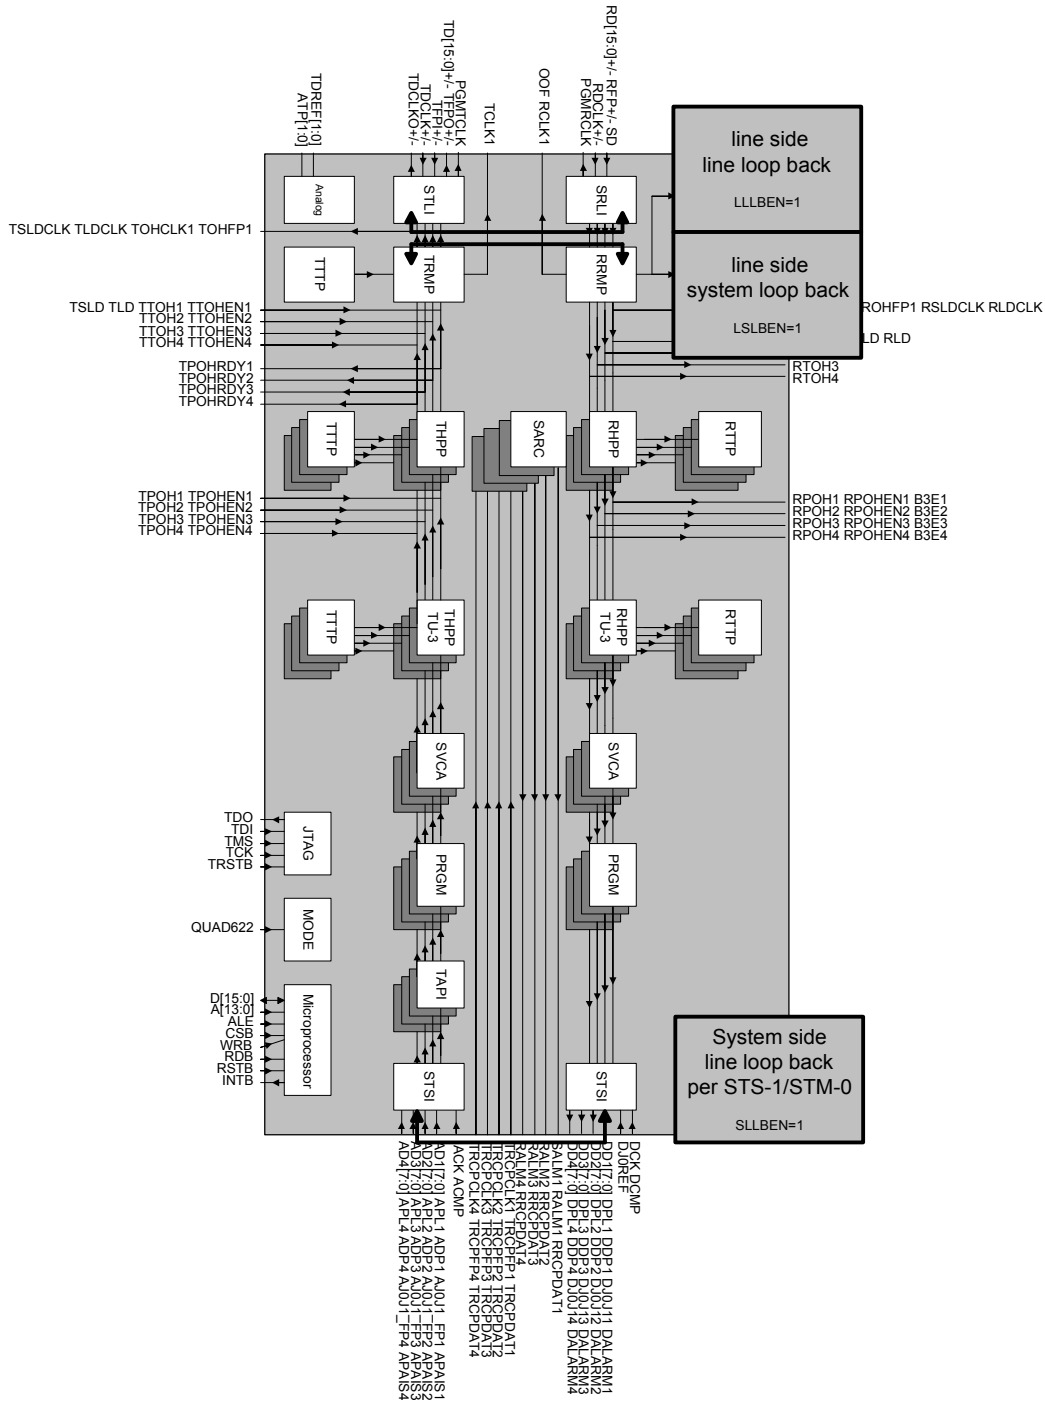 TDREF[1:0]
ATP[1:0]
TD[15:0]+/- TFPO+/- PGMTCLK
TFPI+/-
TDCLK+/-
TDCLKO+/-
TCLK1
OOF RCLK1
RD[15:0]+/- RFP+/- SD
RDCLK+/-
PGMRCLK
line side
line loop back
LLLBEN=1
line side
system loop back
LSLBEN=1
Analog
STLI
SRLI
TSLDCLK TLDCLK TOHCLK1 TOHFP1
TTTP
TRMP
RRMP
TSLD TLD TTOH1 TTOHEN1
TTOH2 TTOHEN2
TTOH3 TTOHEN3
TTOH4 TTOHEN4
ROHFP1 RSLDCLK RLDCLK
LD RLD
RTOH3
RTOH4
TPOHRDY1
TPOHRDY2
TPOHRDY3
TPOHRDY4
TTTP
THPP
SARC
RHPP
RTTP
TPOH1 TPOHEN1
TPOH2 TPOHEN2
TPOH3 TPOHEN3
TPOH4 TPOHEN4
RPOH1 RPOHEN1 B3E1
RPOH2 RPOHEN2 B3E2
RPOH3 RPOHEN3 B3E3
RPOH4 RPOHEN4 B3E4
TTTP
THPP
TU-3
RHPP
TU-3
RTTP
SVCA
SVCA
TDO
TDI
TMS
TCK
TRSTB
JTAG
PRGM
PRGM
QUAD622
MODE
TAPI
D[15:0]
A[13:0]
ALE
CSB
WRB
RDB
RSTB
INTB
Microprocessor
STSI
STSI
System side
line loop back
per STS-1/STM-0
SLLBEN=1
DCK DCMP
DJ0REF
DD1[7:0] DPL1 DDP1 DJ0J11 DALARM1
DD2[7:0] DPL2 DDP2 DJ0J12 DALARM2
DD3[7:0] DPL3 DDP3 DJ0J13 DALARM3
DD4[7:0] DPL4 DDP4 DJ0J14 DALARM4
SALM1 RALM1 RRCPDAT1
RALM2 RRCPDAT2
RALM3 RRCPDAT3
RALM4 RRCPDAT4
TRCPCLK1 TRCPFP1 TRCPDAT1
TRCPCLK2 TRCPFP2 TRCPDAT2
TRCPCLK3 TRCPFP3 TRCPDAT3
TRCPCLK4 TRCPFP4 TRCPDAT4
ACK ACMP
AD1[7:0] APL1 ADP1 AJ0J1_FP1 APAIS1
AD2[7:0] APL2 ADP2 AJ0J1_FP2 APAIS2
AD3[7:0] APL3 ADP3 AJ0J1_FP3 APAIS3
AD4[7:0] APL4 ADP4 AJ0J1_FP4 APAIS4